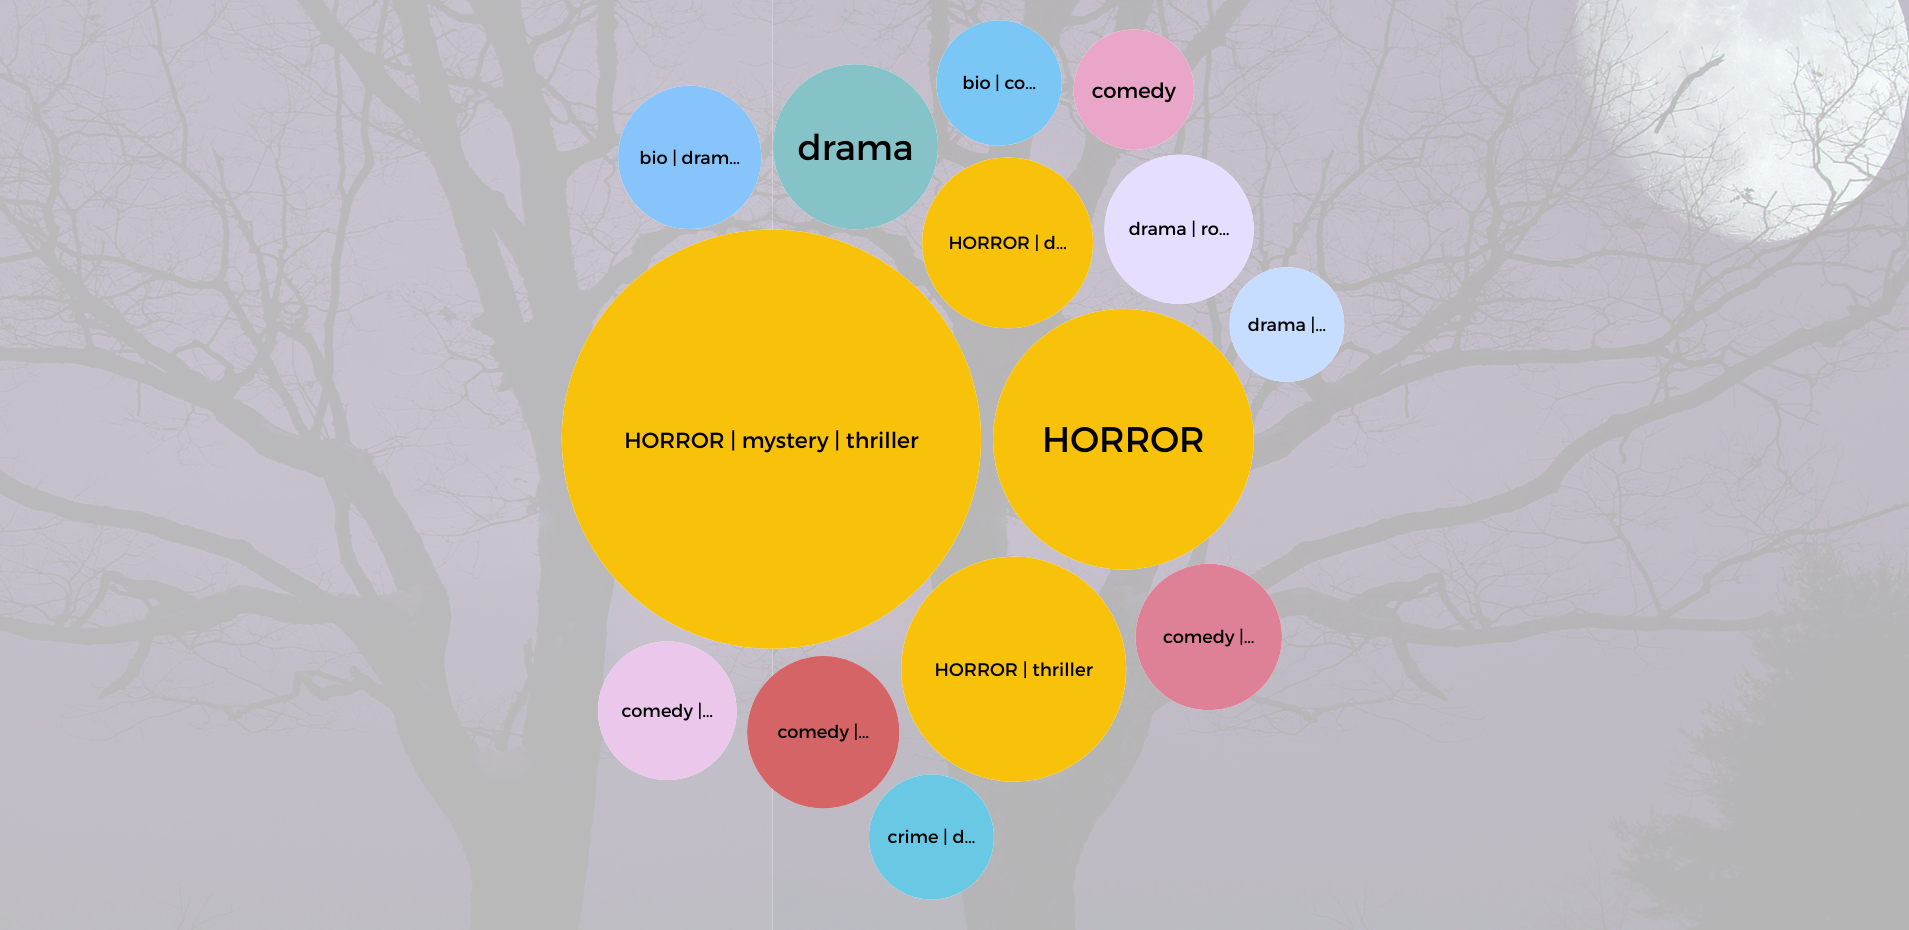 bio | co...
comedy
drama
bio | dram...
drama | ro...
HORROR | d...
drama |...
HORROR | mystery | thriller
HORROR
comedy |...
HORROR | thriller
comedy |...
comedy |...
crime | d...